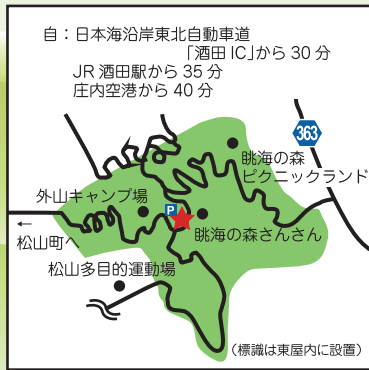 自：日本海沿岸東北自動車道
「酒田 IC」から 30 分
JR 酒田駅から 35 分
庄内空港から 40 分
363
眺海の森
ピクニックランド
外山キャンプ場
P
眺海の森さんさん
←
松山町へ
松山多目的運動場
（標識は東屋内に設置）